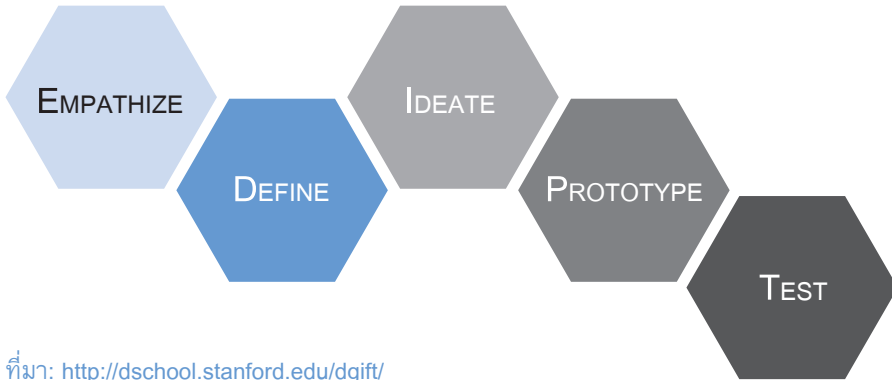 EMPATHIZE
DEFINE
IDEATE
PROTOTYPE
TEST
ที่มา: http://dschool.stanford.edu/dgift/